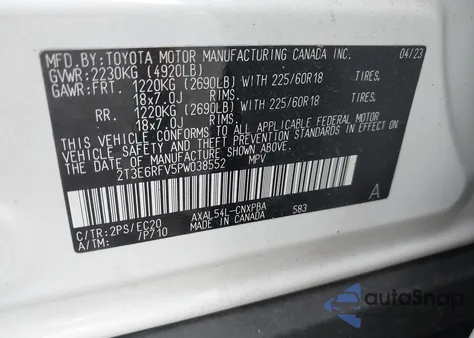 MFD.BY: TOYOTA MOTOR MANUFACTURING CANADA INC. 04/23
GVWR: 2230KG (4920LB)
GAWR:FRT. 1220KG (2690LB) WITH 225/60R18 TIRES,
18x7.0J RIMS.
RR. 1220KG (2690LB) WITH 225/60R18 TIRES,
18x7.0J RIMS.
THIS VEHICLE CONFORMS TO ALL APPLICABLE FEDERAL MOTOR
VEHICLE SAFETY AND THEFT PREVENTION STANDARDS IN
EFFECT ON THE DATE OF MANUFACTURE SHOWN ABOVE.
2T3E6RFV5PW038552 MPV
C/TR: 2PS/EC20 AXAL54L-CNXPBA A
A/TM: /P710 MADE IN CANADA 583
autoSnap